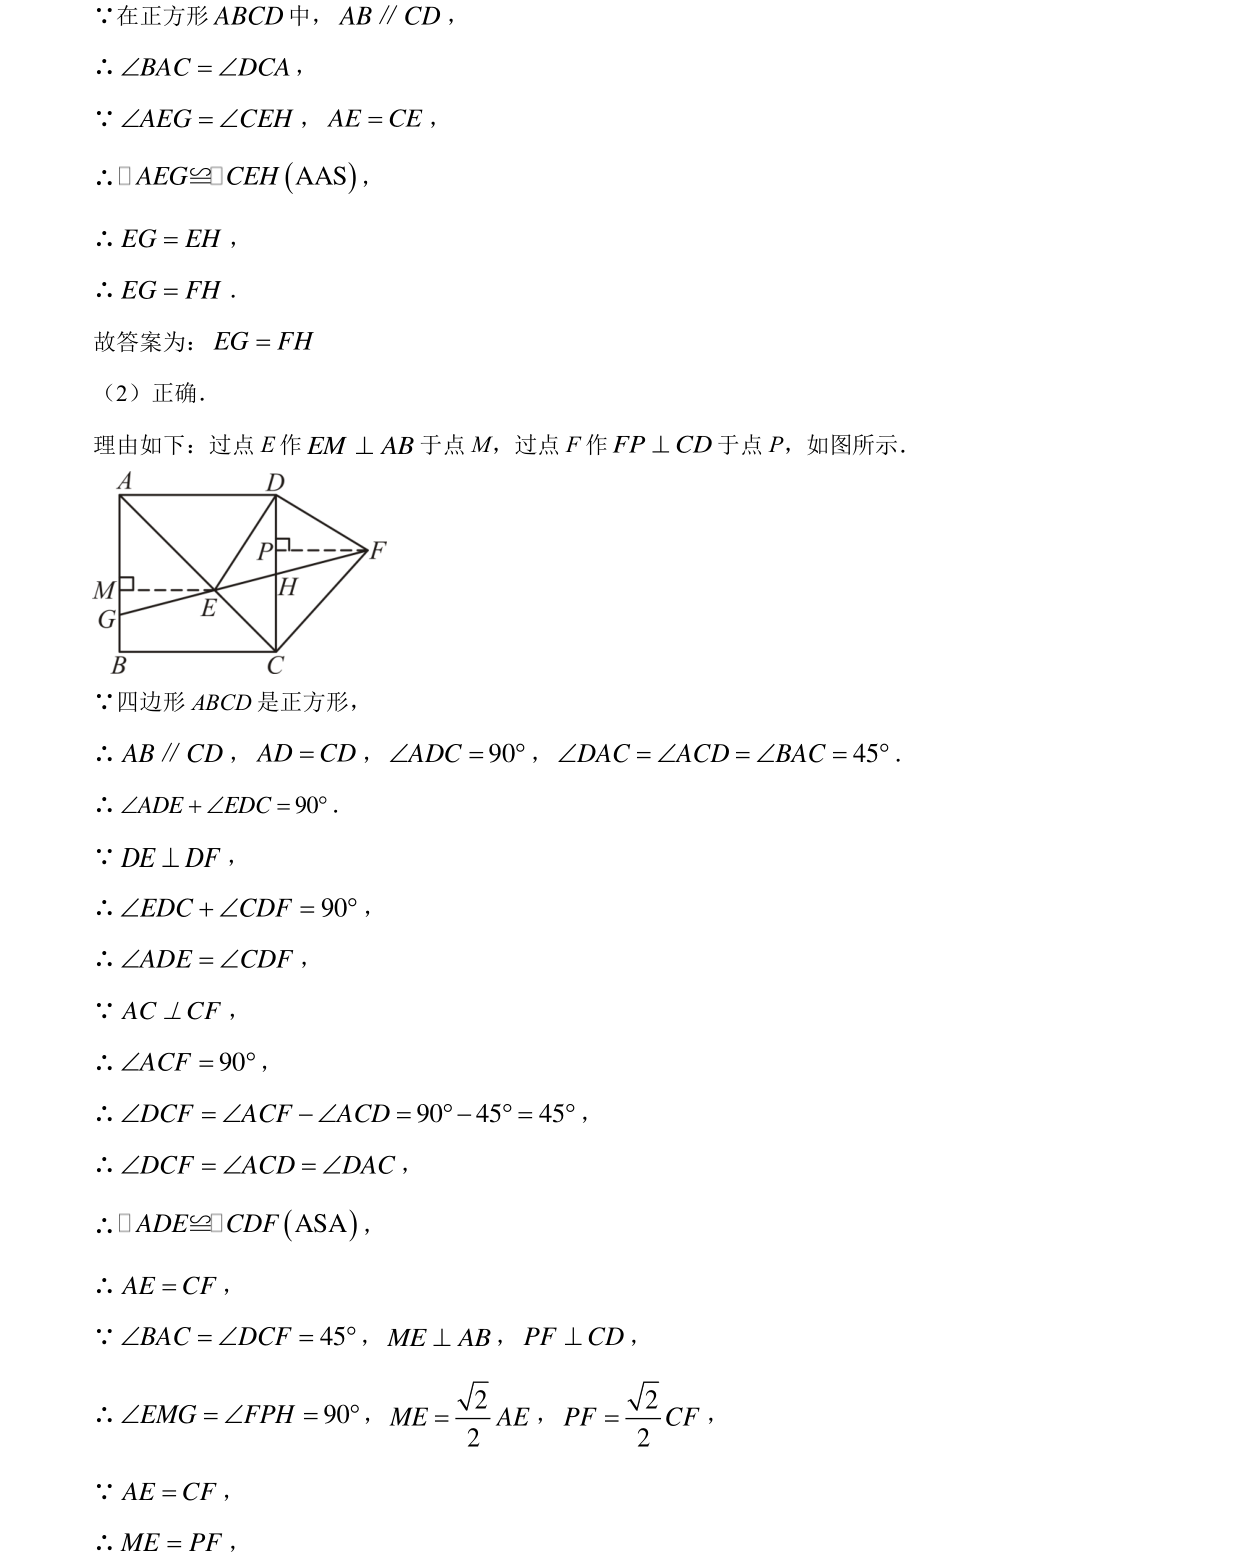 ∵在正方形ABCD中，AB∥CD，
∴∠BAC=∠DCA，
∵∠AEG=∠CEH，AE=CE，
∴□AEG≌□CEH(AAS)，
∴EG=EH，
∴EG=FH．
故答案为：EG=FH
（2）正确．
理由如下：过点E作EM⊥AB于点M，过点F作FP⊥CD于点P，如图所示．
A D
P F
M H
E
G
B C
∵四边形ABCD是正方形，
∴AB∥CD，AD=CD，∠ADC=90°，∠DAC=∠ACD=∠BAC=45°．
∴∠ADE+∠EDC=90°．
∵DE⊥DF，
∴∠EDC+∠CDF=90°，
∴∠ADE=∠CDF，
∵AC⊥CF，
∴∠ACF=90°，
∴∠DCF=∠ACF−∠ACD=90°−45°=45°，
∴∠DCF=∠ACD=∠DAC，
∴□ADE≌□CDF(ASA)，
∴AE=CF，
∵∠BAC=∠DCF=45°，ME⊥AB，PF⊥CD，
∴∠EMG=∠FPH=90°，ME=√2/2 AE，PF=√2/2 CF，
∵AE=CF，
∴ME=PF，